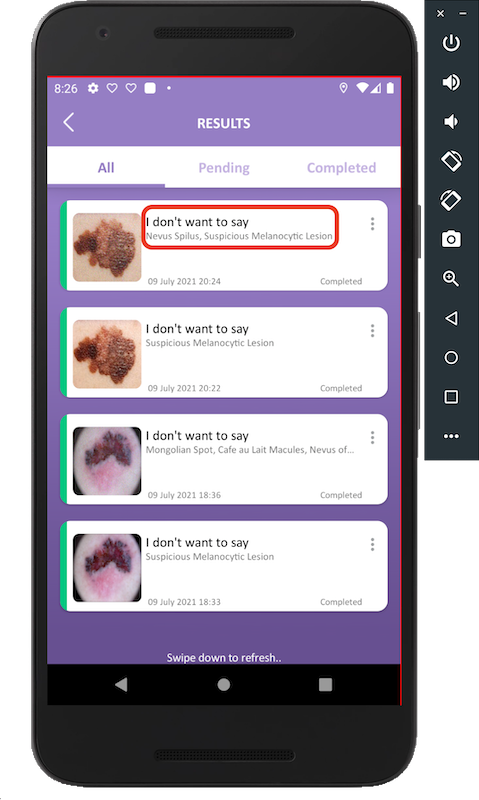 8:26
RESULTS
All Pending Completed
I don't want to say
Nevus Spilus, Suspicious Melanocytic Lesion
09 July 2021 20:24 Completed
I don't want to say
Suspicious Melanocytic Lesion
09 July 2021 20:22 Completed
I don't want to say
Mongolian Spot, Cafe au Lait Macules, Nevus of...
09 July 2021 18:36 Completed
I don't want to say
Suspicious Melanocytic Lesion
09 July 2021 18:33 Completed
Swipe down to refresh..